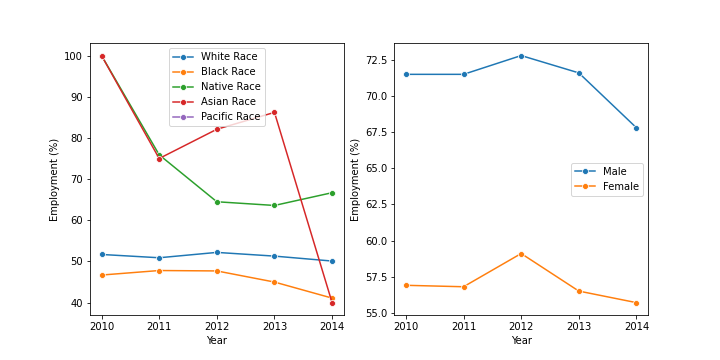 White Race
Black Race
Native Race
Asian Race
Pacific Race
100
90
80
70
60
50
40
Employment (%)
2010 2011 2012 2013 2014
Year
Male
Female
72.5
70.0
67.5
65.0
62.5
60.0
57.5
55.0
Employment (%)
2010 2011 2012 2013 2014
Year